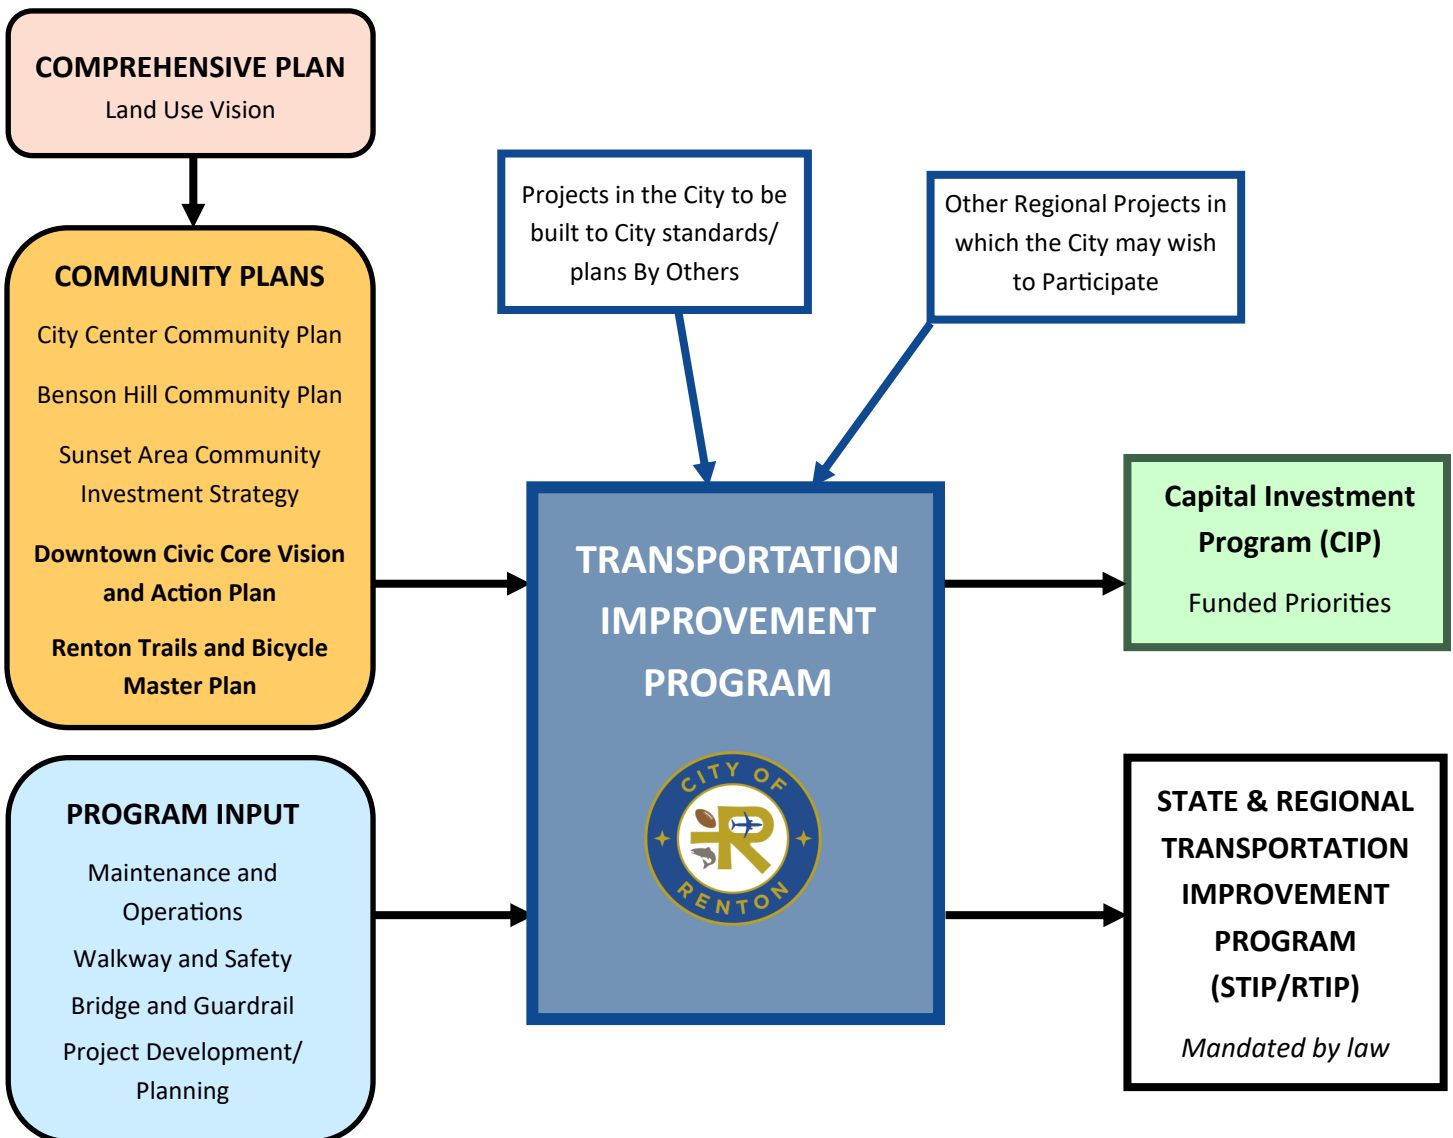 COMPREHENSIVE PLAN
Land Use Vision
COMMUNITY PLANS
City Center Community Plan
Benson Hill Community Plan
Sunset Area Community
Investment Strategy
Downtown Civic Core Vision
and Action Plan
Renton Trails and Bicycle
Master Plan
PROGRAM INPUT
Maintenance and
Operations
Walkway and Safety
Bridge and Guardrail
Project Development/
Planning
Projects in the City to be
built to City standards/
plans By Others
Other Regional Projects in
which the City may wish
to Participate
TRANSPORTATION
IMPROVEMENT
PROGRAM
CITY OF
R
RENTON
Capital Investment
Program (CIP)
Funded Priorities
STATE & REGIONAL
TRANSPORTATION
IMPROVEMENT
PROGRAM
(STIP/RTIP)
Mandated by law